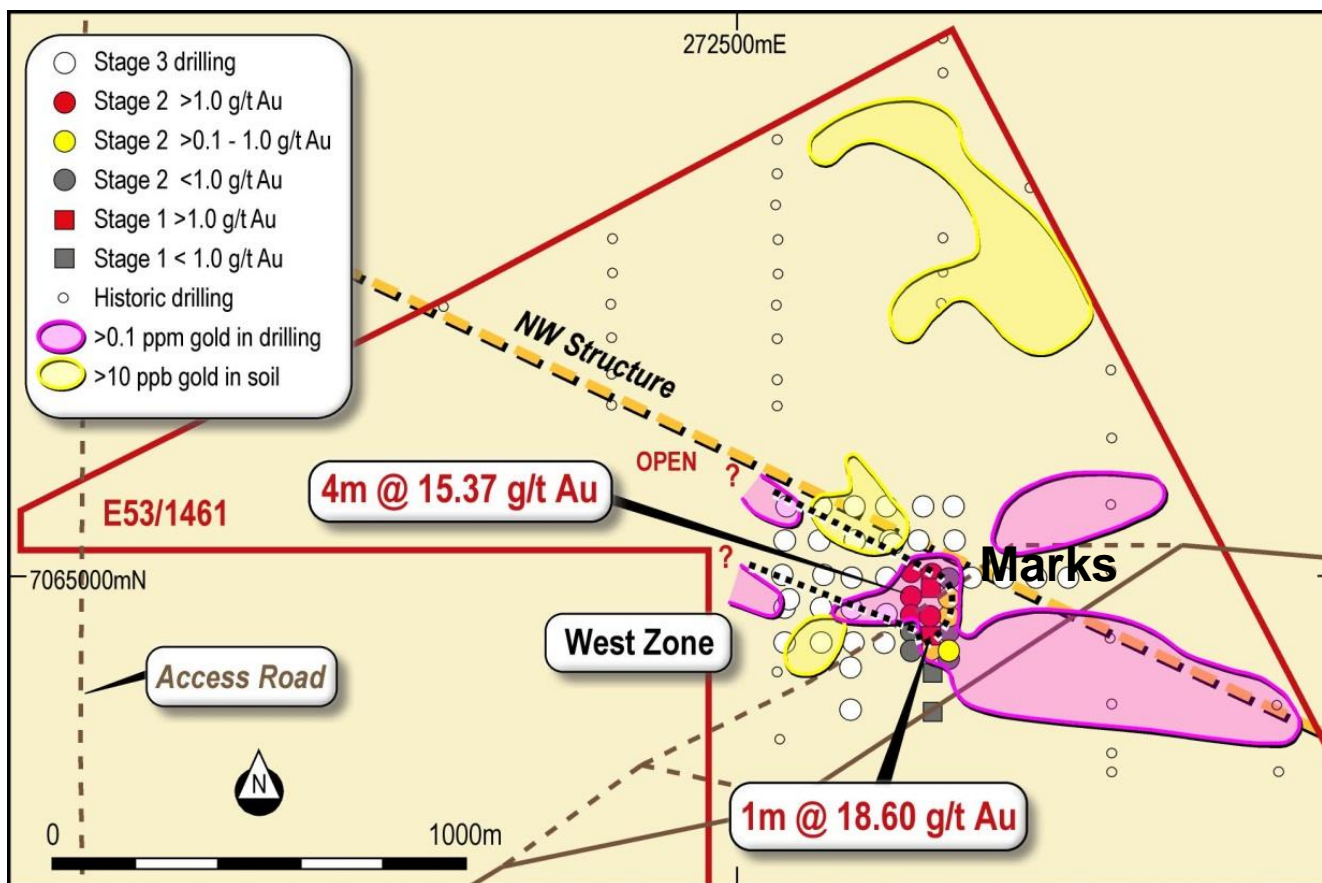 272500mE
Stage 3 drilling
Stage 2 >1.0 g/t Au
Stage 2 >0.1 - 1.0 g/t Au
Stage 2 <1.0 g/t Au
Stage 1 >1.0 g/t Au
Stage 1 < 1.0 g/t Au
Historic drilling
>0.1 ppm gold in drilling
>10 ppb gold in soil
NW Structure
OPEN
?
4m @ 15.37 g/t Au
E53/1461
?
Marks
7065000mN
West Zone
Access Road
N
1m @ 18.60 g/t Au
0
1000m